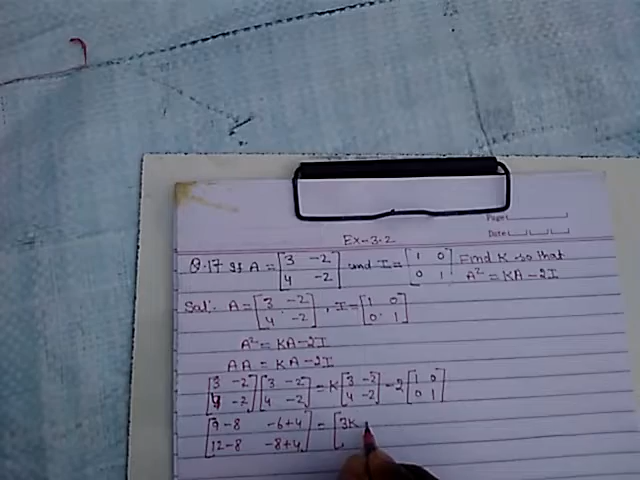 Page:
Date:
Ex-3.2
Q.17 If A = [3 -2 4 -2] and I = [1 0 0 1] Find K so that A² = KA-2I
Sol:- A = [3 -2 4 -2], I = [1 0 0 1]
A² = KA-2I
AA = KA-2I
[3 -2 4 -2] [3 -2 4 -2] = K [3 -2 4 -2] - 2 [1 0 0 1]
[9-8 -6+4 12-8 -8+4] = [3K